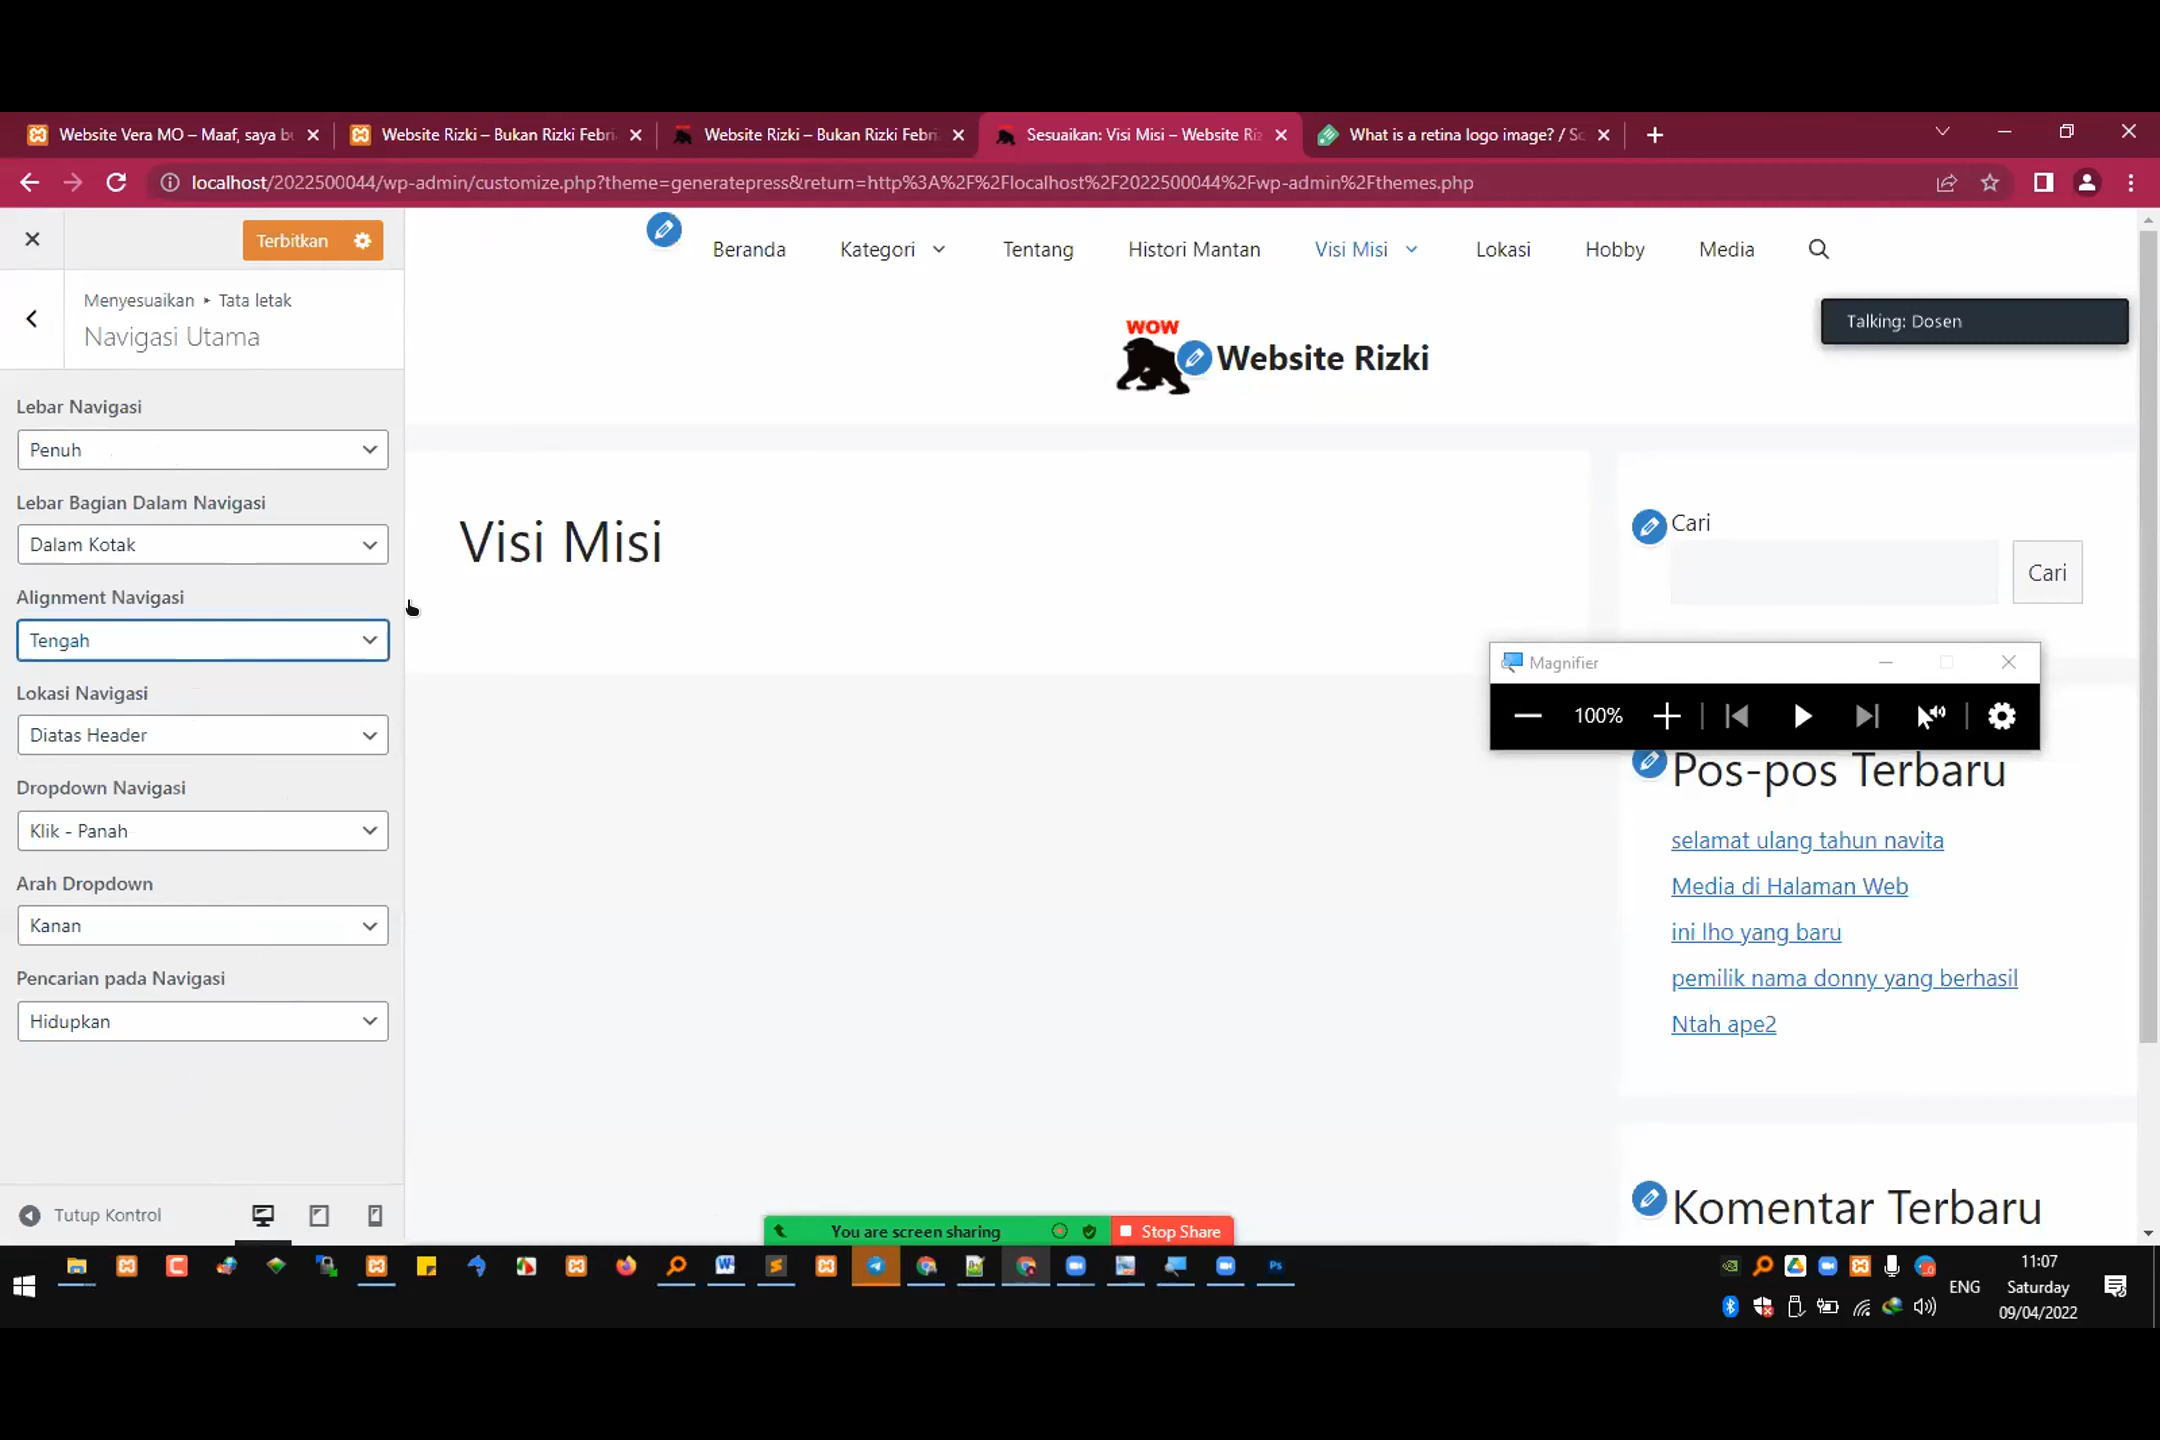 Website Vera MO – Maaf, saya bu
Website Rizki – Bukan Rizki Febri
Website Rizki – Bukan Rizki Febri
Sesuaikan: Visi Misi – Website Riz
What is a retina logo image? / Sc
localhost/2022500044/wp-admin/customize.php?theme=generatepress&return=http%3A%2F%2Flocalhost%2F2022500044%2Fwp-admin%2Fthemes.php
Terbitkan
Menyesuaikan ▸ Tata letak
Navigasi Utama
Lebar Navigasi
Penuh
Lebar Bagian Dalam Navigasi
Dalam Kotak
Alignment Navigasi
Tengah
Lokasi Navigasi
Diatas Header
Dropdown Navigasi
Klik - Panah
Arah Dropdown
Kanan
Pencarian pada Navigasi
Hidupkan
Tutup Kontrol
Beranda Kategori Tentang Histori Mantan Visi Misi Lokasi Hobby Media
Talking: Dosen
WOW
Website Rizki
Visi Misi
Cari
Cari
Magnifier
100%
Pos-pos Terbaru
selamat ulang tahun navita
Media di Halaman Web
ini lho yang baru
pemilik nama donny yang berhasil
Ntah ape2
Komentar Terbaru
You are screen sharing
Stop Share
Ps
ENG
11:07
Saturday
09/04/2022